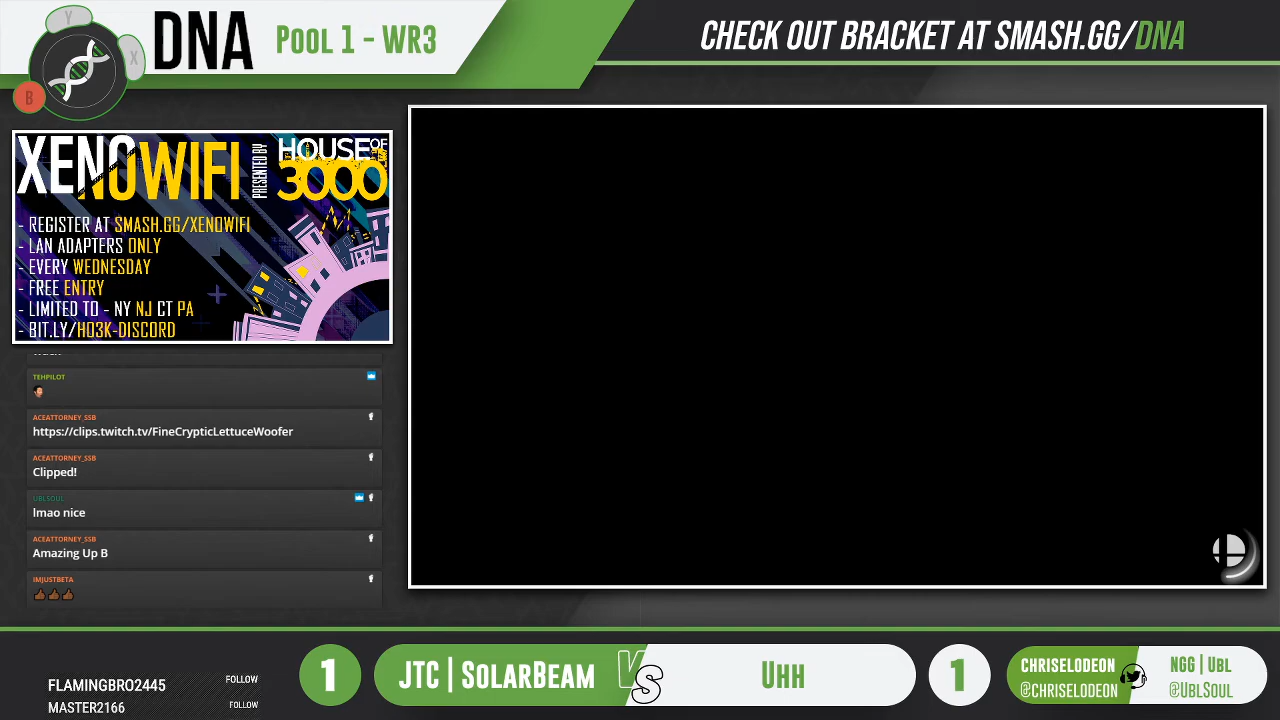 Y
X
B
DNA
Pool 1 - WR3
CHECK OUT BRACKET AT SMASH.GG/DNA
XENOWIFI
PRESENTED BY
HOUSE OF
3000
- REGISTER AT SMASH.GG/XENOWIFI
- LAN ADAPTERS ONLY
- EVERY WEDNESDAY
- FREE ENTRY
- LIMITED TO - NY NJ CT PA
- BIT.LY/HO3K-DISCORD
TEHPILOT
ACEATTORNEY_SSB
https://clips.twitch.tv/FineCrypticLettuceWoofer
ACEATTORNEY_SSB
Clipped!
UBLSOUL
lmao nice
ACEATTORNEY_SSB
Amazing Up B
IMJUSTBETA
FLAMINGBRO2445 FOLLOW
MASTER2166 FOLLOW
1
JTC | SolarBeam
VS
Uhh
1
CHRISELODEON
@CHRISELODEON
NGG | Ubl
@UblSoul